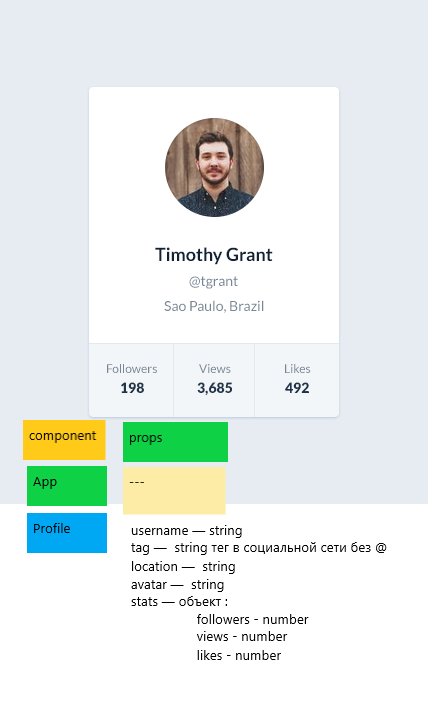 Timothy Grant
@tgrant
Sao Paulo, Brazil
Followers Views Likes
198 3,685 492
component props
App ---
Profile
username — string
tag — string тег в социальной сети без @
location — string
avatar — string
stats — объект :
followers - number
views - number
likes - number